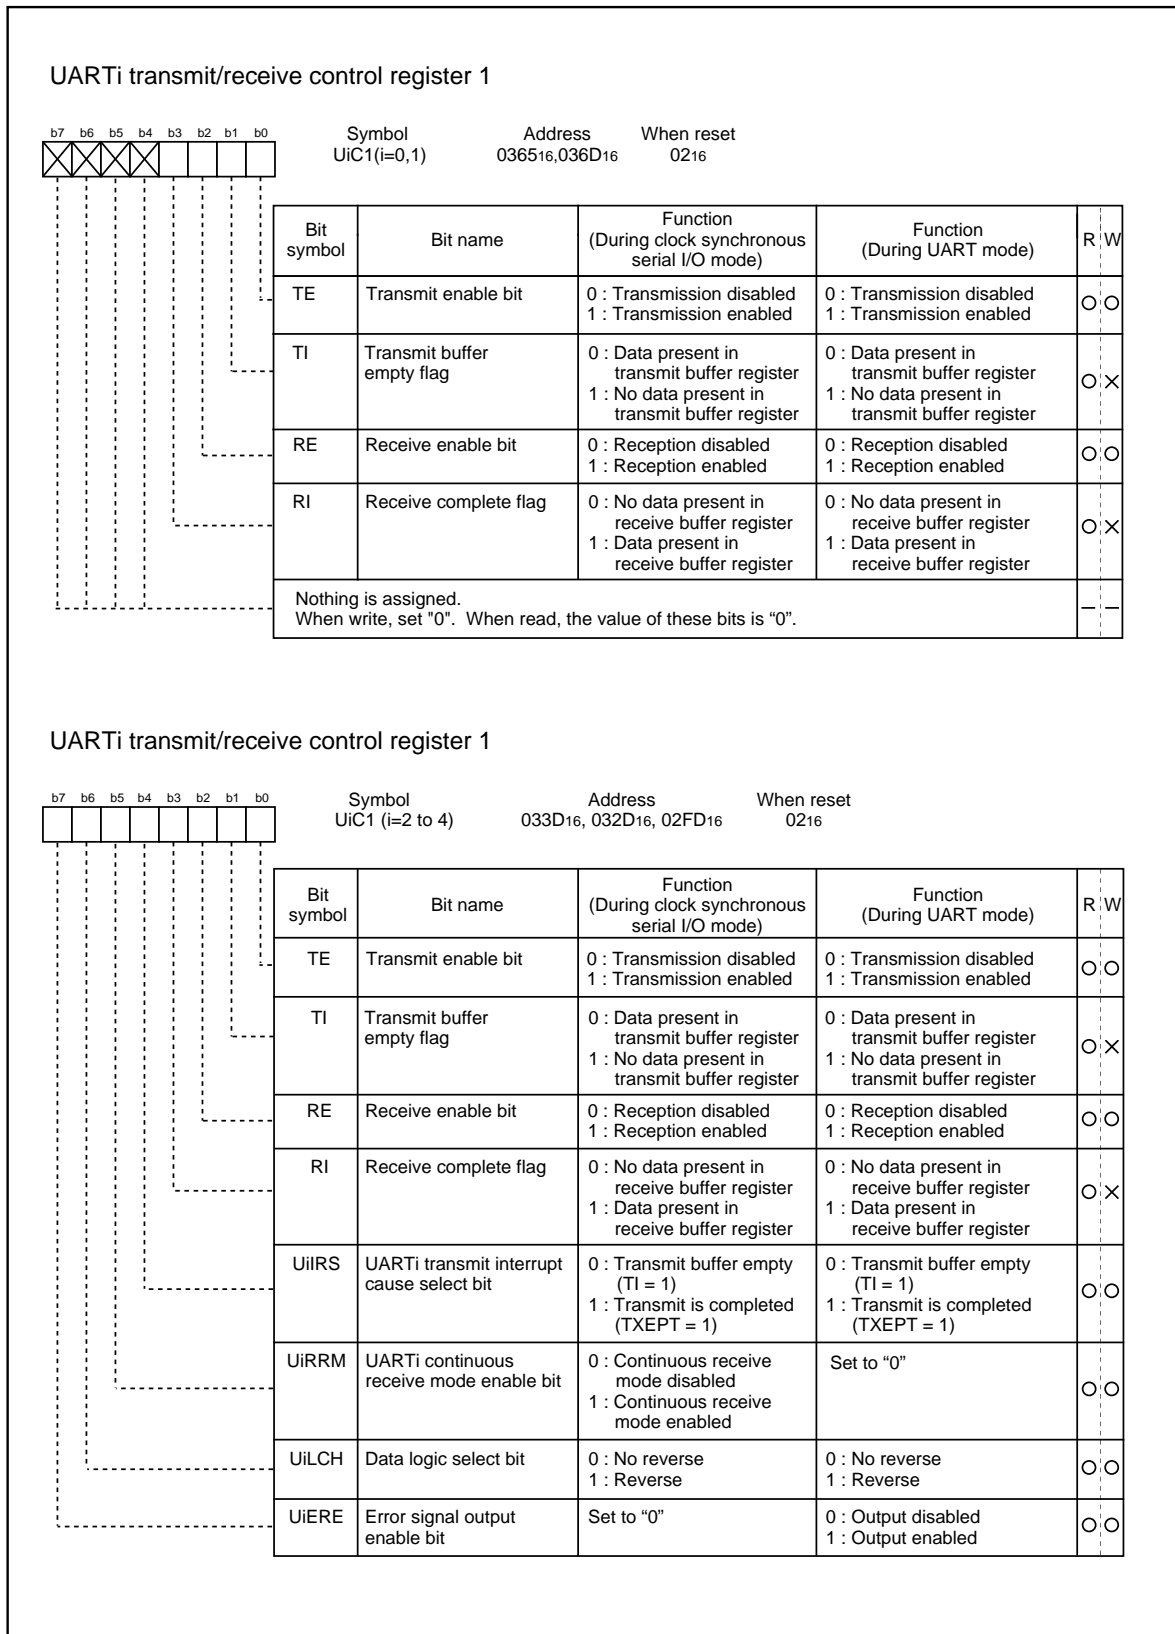 UARTi transmit/receive control register 1
b7 b6 b5 b4 b3 b2 b1 b0
Symbol Address When reset
UiC1(i=0,1) 036516,036D16 0216
Bit symbol Bit name Function (During clock synchronous serial I/O mode) Function (During UART mode) R W
TE Transmit enable bit 0 : Transmission disabled 0 : Transmission disabled
1 : Transmission enabled 1 : Transmission enabled
TI Transmit buffer 0 : Data present in 0 : Data present in
empty flag transmit buffer register transmit buffer register
1 : No data present in 1 : No data present in
transmit buffer register transmit buffer register
RE Receive enable bit 0 : Reception disabled 0 : Reception disabled
1 : Reception enabled 1 : Reception enabled
RI Receive complete flag 0 : No data present in 0 : No data present in
receive buffer register receive buffer register
1 : Data present in 1 : Data present in
receive buffer register receive buffer register
Nothing is assigned.
When write, set "0". When read, the value of these bits is “0”.
UARTi transmit/receive control register 1
b7 b6 b5 b4 b3 b2 b1 b0
Symbol Address When reset
UiC1 (i=2 to 4) 033D16, 032D16, 02FD16 0216
Bit symbol Bit name Function (During clock synchronous serial I/O mode) Function (During UART mode) R W
TE Transmit enable bit 0 : Transmission disabled 0 : Transmission disabled
1 : Transmission enabled 1 : Transmission enabled
TI Transmit buffer 0 : Data present in 0 : Data present in
empty flag transmit buffer register transmit buffer register
1 : No data present in 1 : No data present in
transmit buffer register transmit buffer register
RE Receive enable bit 0 : Reception disabled 0 : Reception disabled
1 : Reception enabled 1 : Reception enabled
RI Receive complete flag 0 : No data present in 0 : No data present in
receive buffer register receive buffer register
1 : Data present in 1 : Data present in
receive buffer register receive buffer register
UiIRS UARTi transmit interrupt 0 : Transmit buffer empty 0 : Transmit buffer empty
cause select bit (TI = 1) (TI = 1)
1 : Transmit is completed 1 : Transmit is completed
(TXEPT = 1) (TXEPT = 1)
UiRRM UARTi continuous 0 : Continuous receive Set to “0”
receive mode enable bit mode disabled
1 : Continuous receive
mode enabled
UiLCH Data logic select bit 0 : No reverse 0 : No reverse
1 : Reverse 1 : Reverse
UiERE Error signal output Set to “0” 0 : Output disabled
enable bit 1 : Output enabled